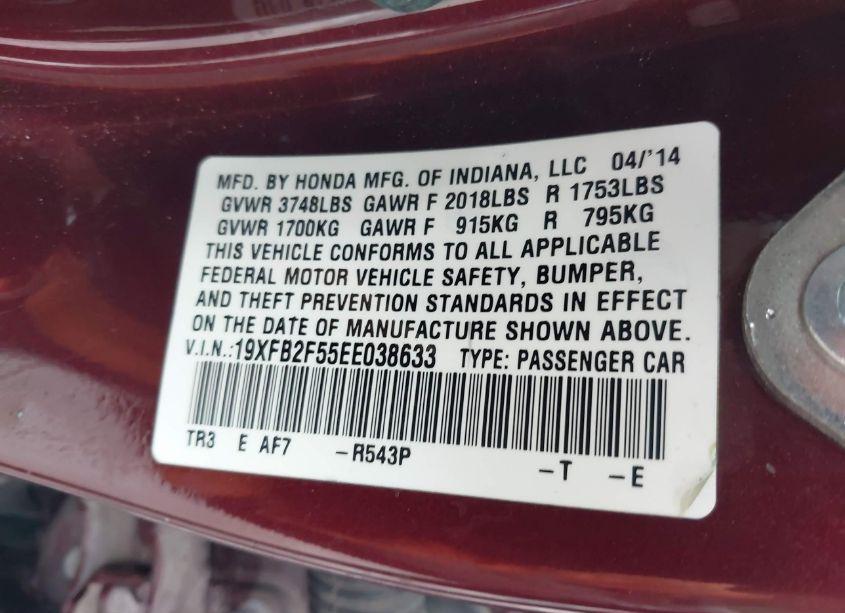 MFD. BY HONDA MFG. OF INDIANA, LLC 04/'14
GVWR 3748LBS GAWR F 2018LBS R 1753LBS
GVWR 1700KG GAWR F 915KG R 795KG
THIS VEHICLE CONFORMS TO ALL APPLICABLE
FEDERAL MOTOR VEHICLE SAFETY, BUMPER,
AND THEFT PREVENTION STANDARDS IN EFFECT
ON THE DATE OF MANUFACTURE SHOWN ABOVE.
V.I.N.:19XFB2F55EE038633 TYPE: PASSENGER CAR
TR3 E AF7 -R543P -T -E